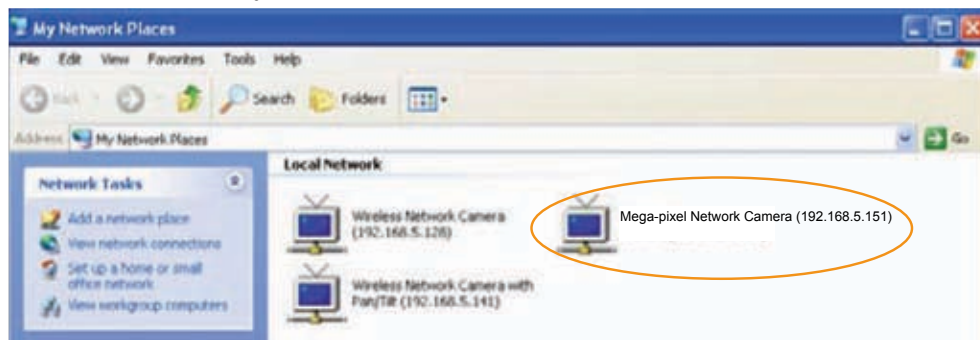 My Network Places
File Edit View Favorites Tools Help
Back Search Folders
Address My Network Places Go
Local Network
Network Tasks
Add a network place
View network connections
Set up a home or small
office network
View workgroup computers
Wireless Network Camera
(192.168.5.128)
Mega-pixel Network Camera (192.168.5.151)
Wireless Network Camera with
Pan/Tilt (192.168.5.141)